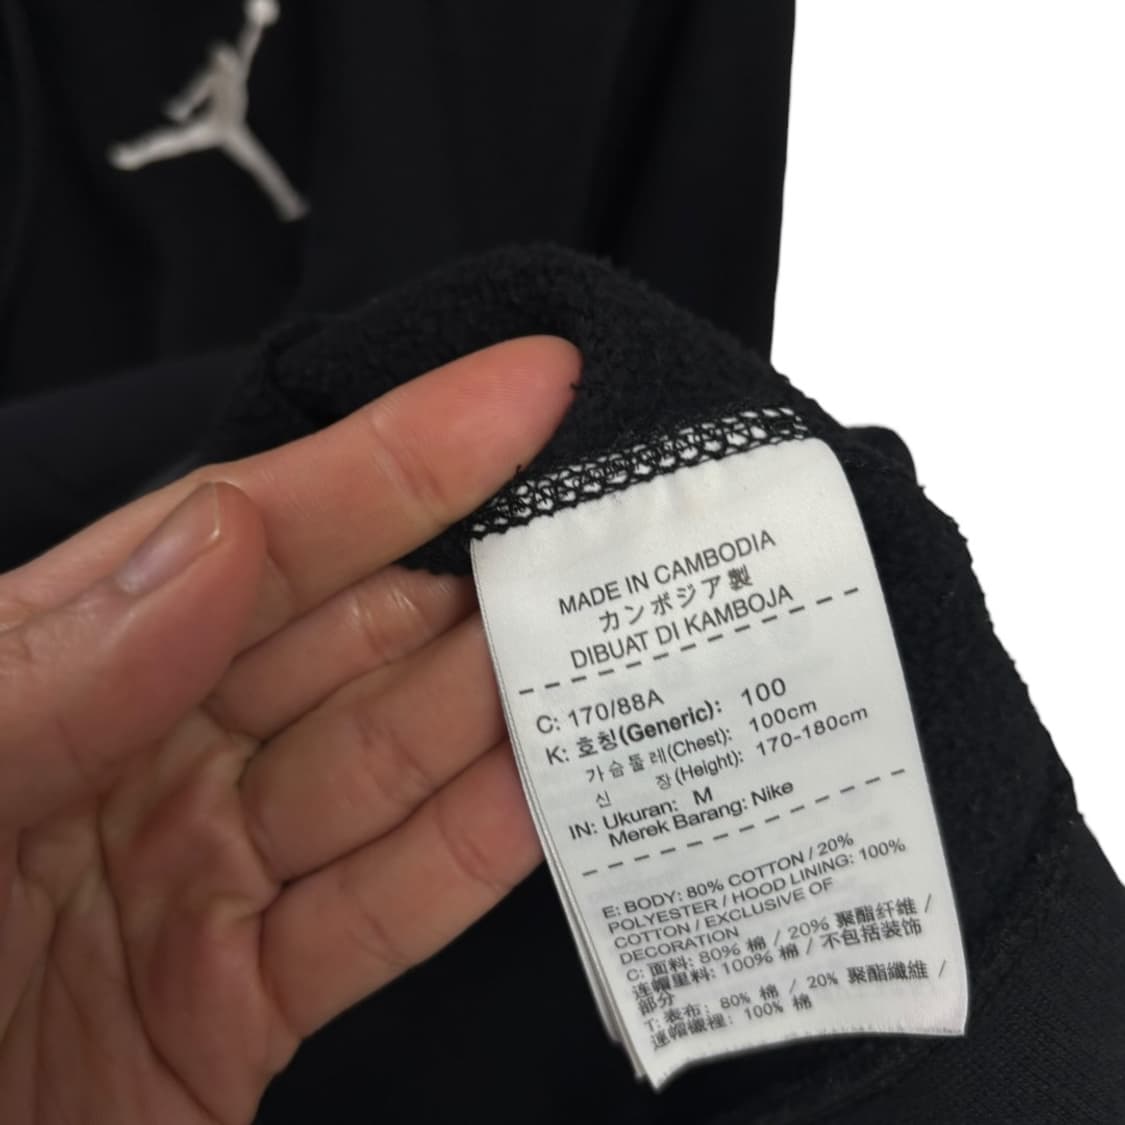 MADE IN CAMBODIA
カンボジア製
DIBUAT DI KAMBOJA
C: 170/88A
K: 호칭(Generic): 100
가슴둘레(Chest): 100cm
신 장(Height): 170-180cm
IN: Ukuran: M
Merek Barang: Nike
E: BODY: 80% COTTON / 20%
POLYESTER / HOOD LINING: 100%
COTTON / EXCLUSIVE OF
DECORATION
C: 面料: 80% 棉 / 20% 聚酯纤维 /
连帽里料: 100% 棉 / 不包括装饰
部分
T: 表布: 80% 棉 / 20% 聚酯纖維 /
連帽襯裡: 100% 棉